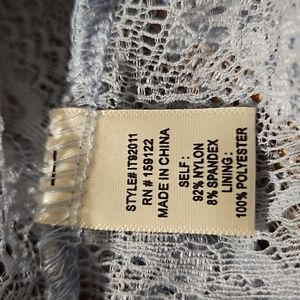 STYLE# IT92011
RN # 159122
MADE IN CHINA
SELF :
92% NYLON
8% SPANDEX
LINING :
100% POLYESTER